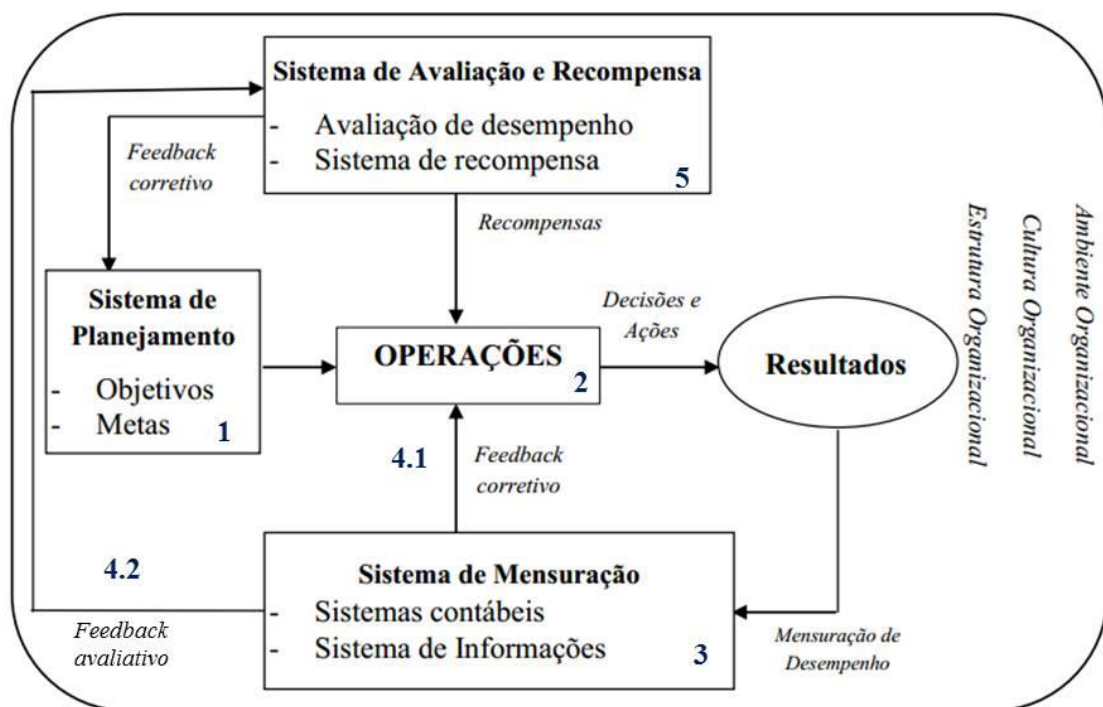 Sistema de Avaliação e Recompensa
- Avaliação de desempenho
- Sistema de recompensa
5
Feedback
corretivo
Recompensas
Sistema de
Planejamento
- Objetivos
- Metas
1
OPERAÇÕES
2
Decisões e
Ações
Resultados
Estrutura Organizacional
Cultura Organizacional
Ambiente Organizacional
4.1
Feedback
corretivo
4.2
Feedback
avaliativo
Sistema de Mensuração
- Sistemas contábeis
- Sistema de Informações
3
Mensuração de
Desempenho